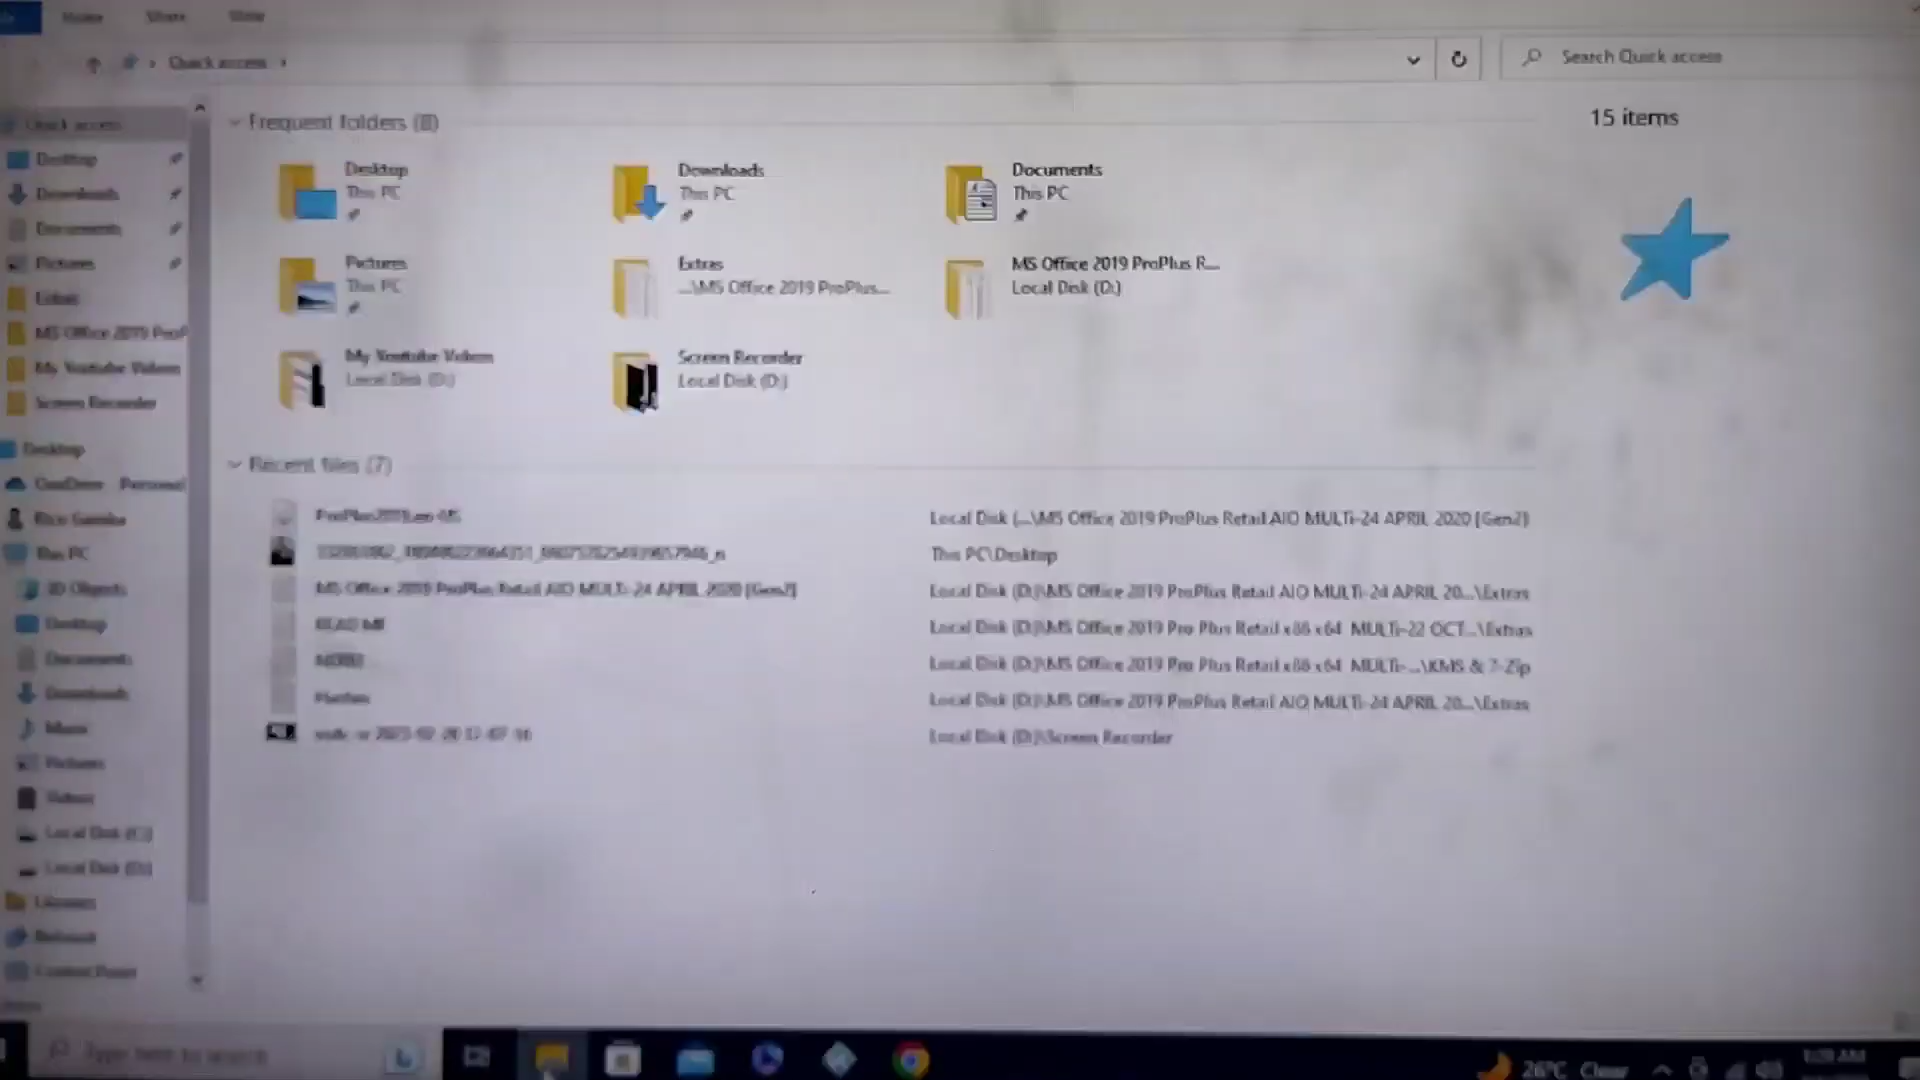 Home Share View
Quick access
Search Quick access
Quick access
Desktop
Downloads
Documents
Pictures
Extras
MS Office 2019 ProP
My Youtube Videos
Screen Recorder
Desktop
OneDrive Personal
This PC
3D Objects
Desktop
Documents
Downloads
Music
Pictures
Videos
Local Disk (C:)
Local Disk (D:)
Libraries
Network
Control Panel
Frequent folders (8)
Desktop
This PC
Downloads
This PC
Documents
This PC
Pictures
This PC
Extras
...\MS Office 2019 ProPlus...
MS Office 2019 ProPlus R...
Local Disk (D:)
My Youtube Videos
Local Disk (D:)
Screen Recorder
Local Disk (D:)
Recent files (7)
Local Disk (...\MS Office 2019 ProPlus Retail AIO MULTi-24 APRIL 2020 [Gen2]
This PC\Desktop
MS Office 2019 ProPlus Retail AIO MULTi-24 APRIL 2020 [Gen2]
Local Disk (D:)\MS Office 2019 ProPlus Retail AIO MULTi-24 APRIL 20...\Extras
READ ME
Local Disk (D:)\MS Office 2019 Pro Plus Retail x86 x64 MULTi-22 OCT...\Extras
Local Disk (D:)\MS Office 2019 Pro Plus Retail x86 x64 MULTi-...\KMS & 7-Zip
Local Disk (D:)\MS Office 2019 ProPlus Retail AIO MULTi-24 APRIL 20...\Extras
Local Disk (D:)\Screen Recorder
15 items
Type here to search
26°C Clear